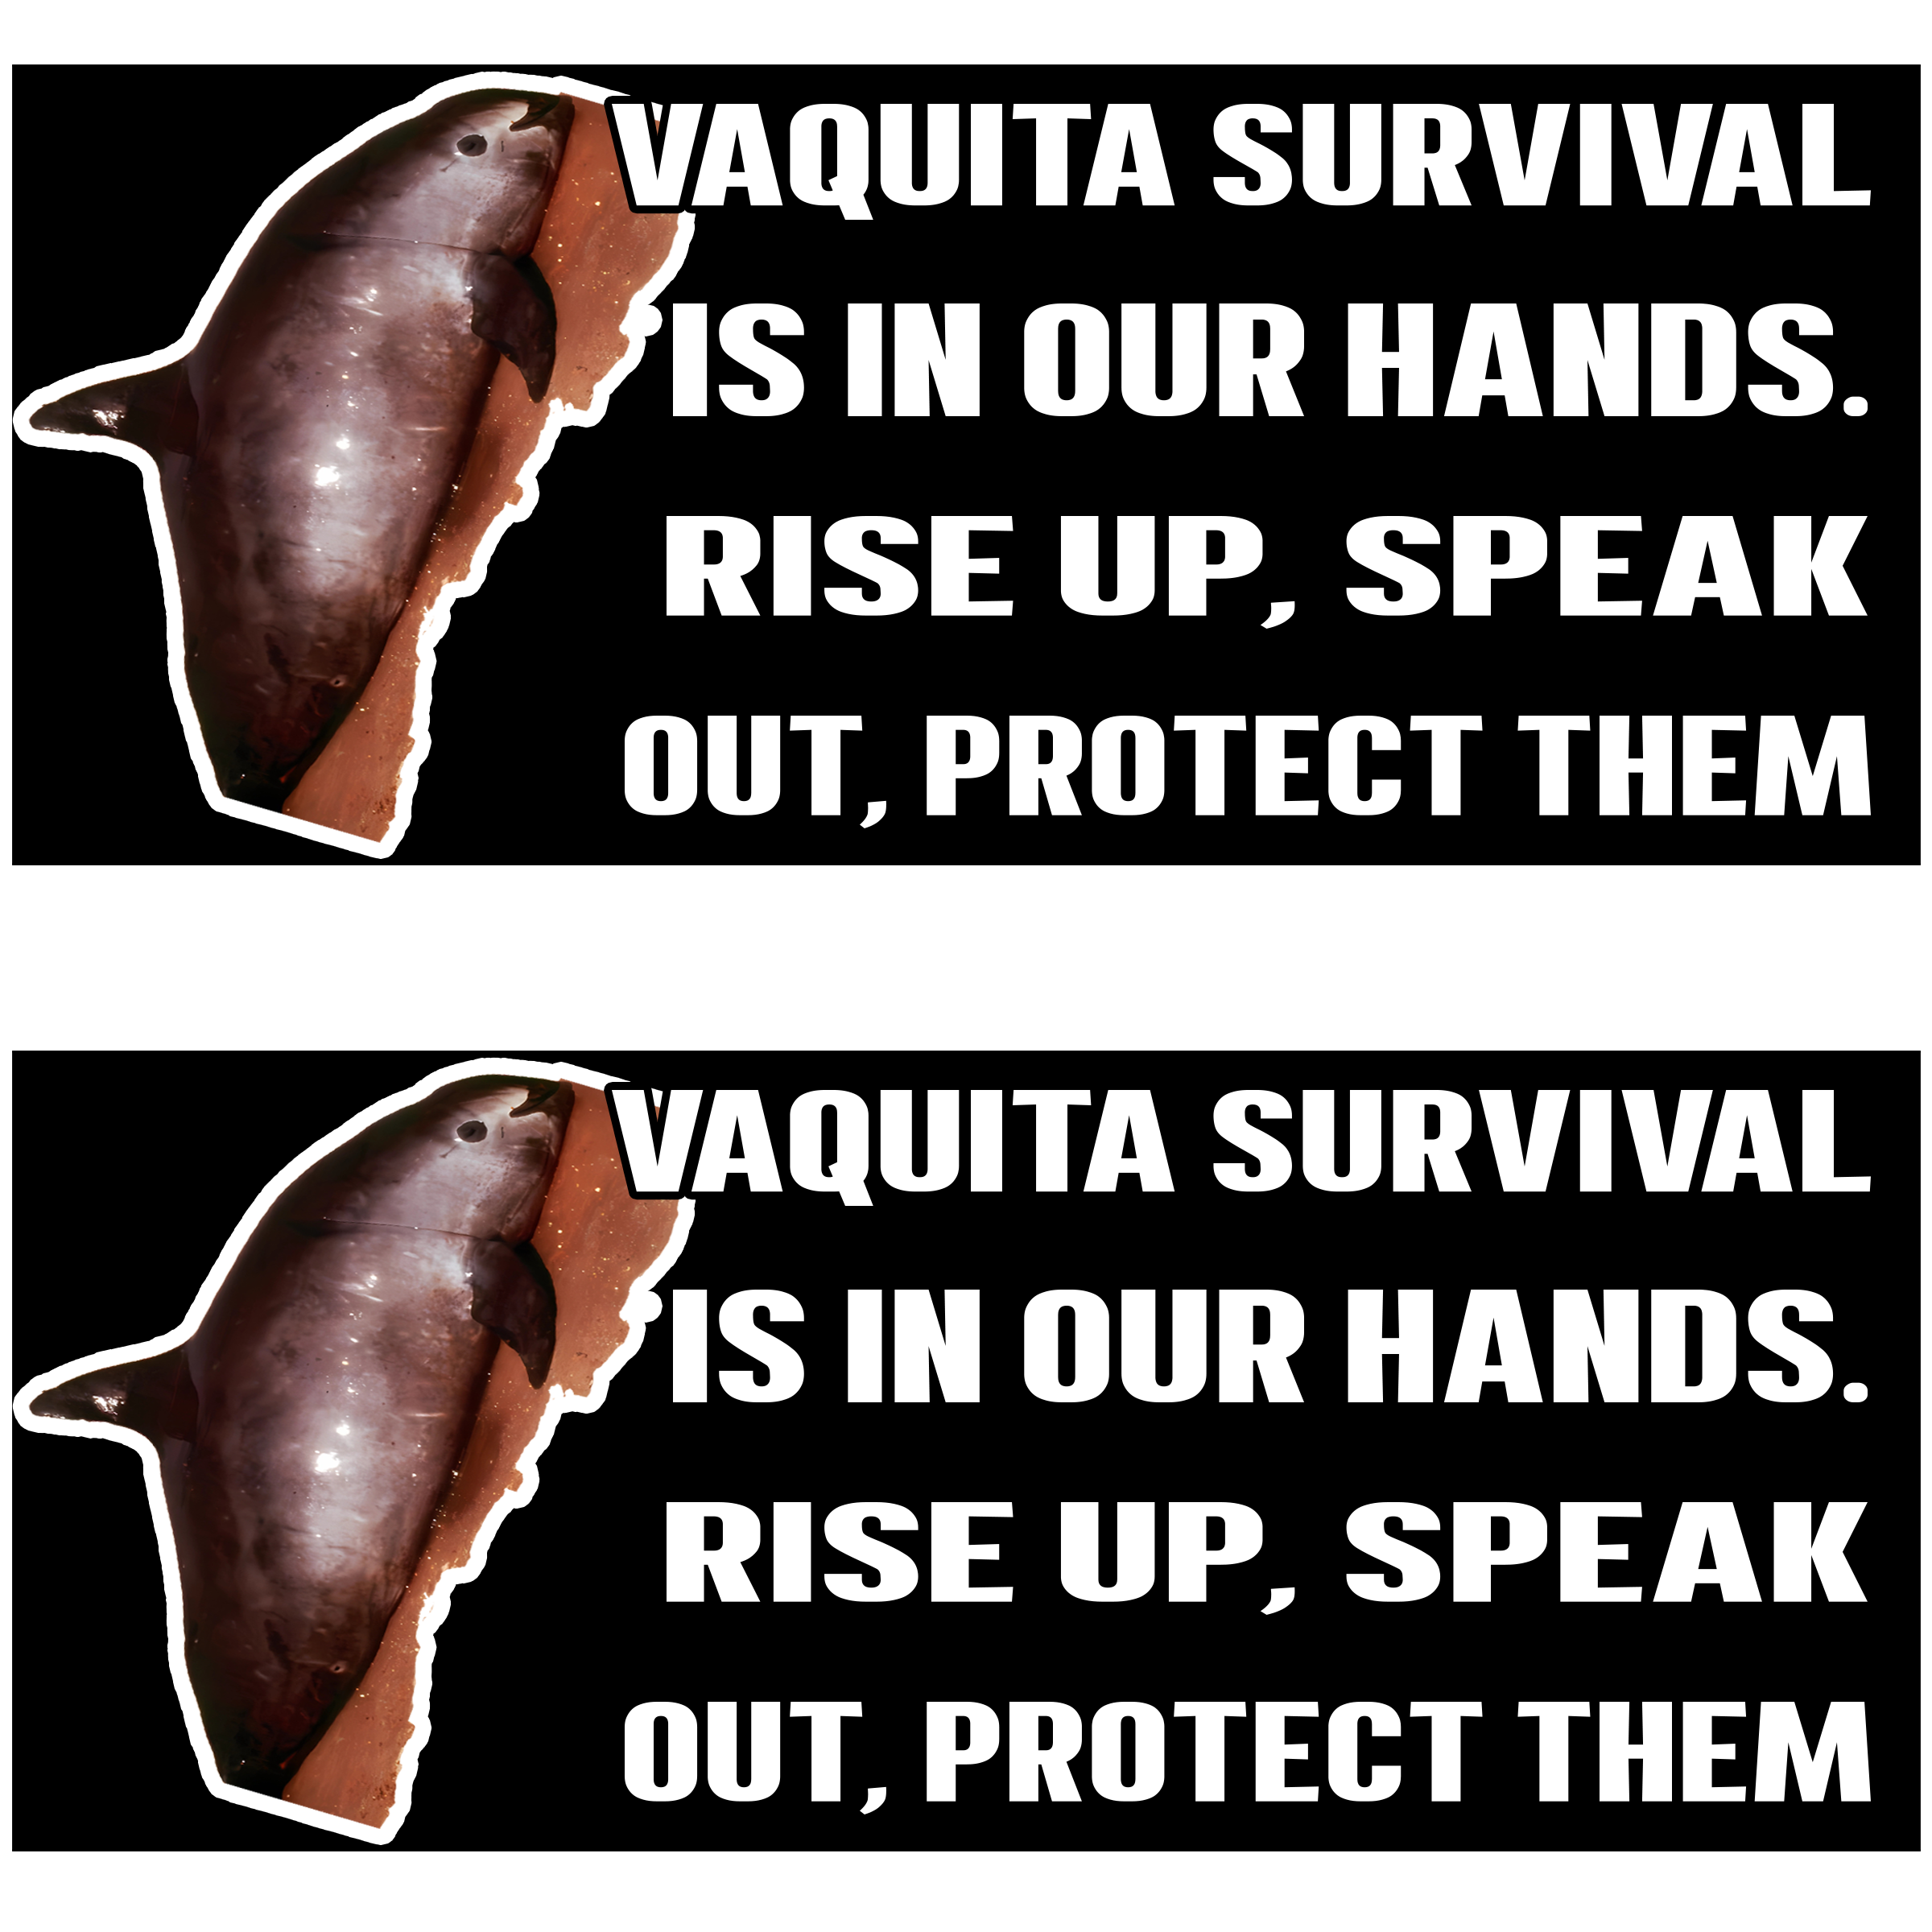 VAQUITA SURVIVAL
IS IN OUR HANDS.
RISE UP, SPEAK
OUT, PROTECT THEM
VAQUITA SURVIVAL
IS IN OUR HANDS.
RISE UP, SPEAK
OUT, PROTECT THEM